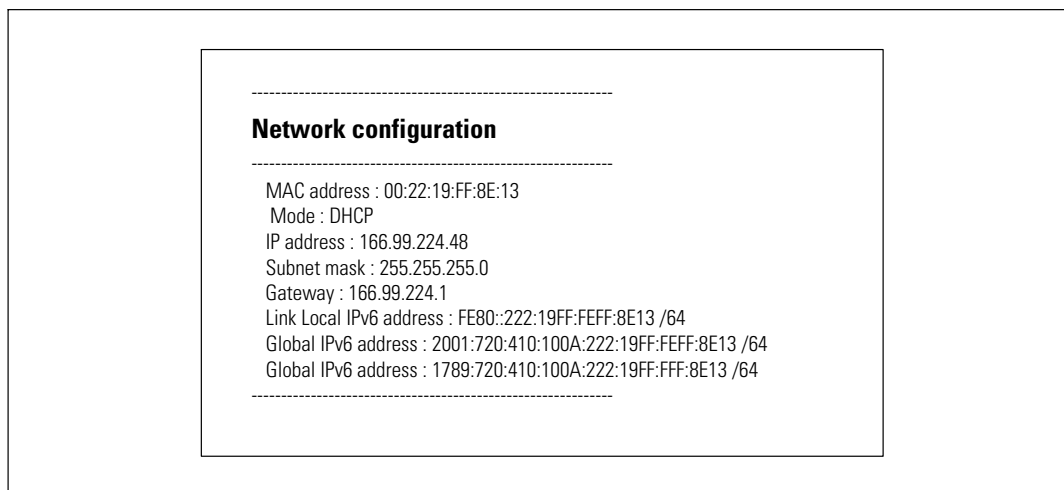 ------------------------------------------------------------
Network configuration
------------------------------------------------------------
MAC address : 00:22:19:FF:8E:13
Mode : DHCP
IP address : 166.99.224.48
Subnet mask : 255.255.255.0
Gateway : 166.99.224.1
Link Local IPv6 address : FE80::222:19FF:FEFF:8E13 /64
Global IPv6 address : 2001:720:410:100A:222:19FF:FEFF:8E13 /64
Global IPv6 address : 1789:720:410:100A:222:19FF:FFF:8E13 /64
------------------------------------------------------------